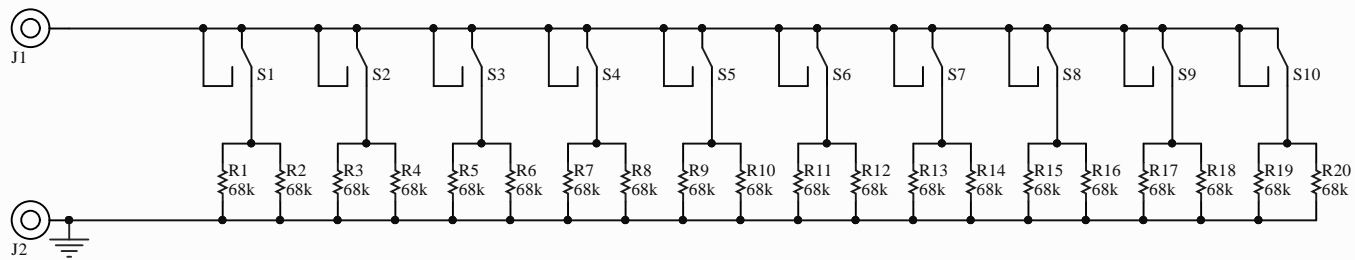 J1
S1 S2 S3 S4 S5 S6 S7 S8 S9 S10
R1 R2 R3 R4 R5 R6 R7 R8 R9 R10 R11 R12 R13 R14 R15 R16 R17 R18 R19 R20
68k 68k 68k 68k 68k 68k 68k 68k 68k 68k 68k 68k 68k 68k 68k 68k 68k 68k 68k 68k
J2